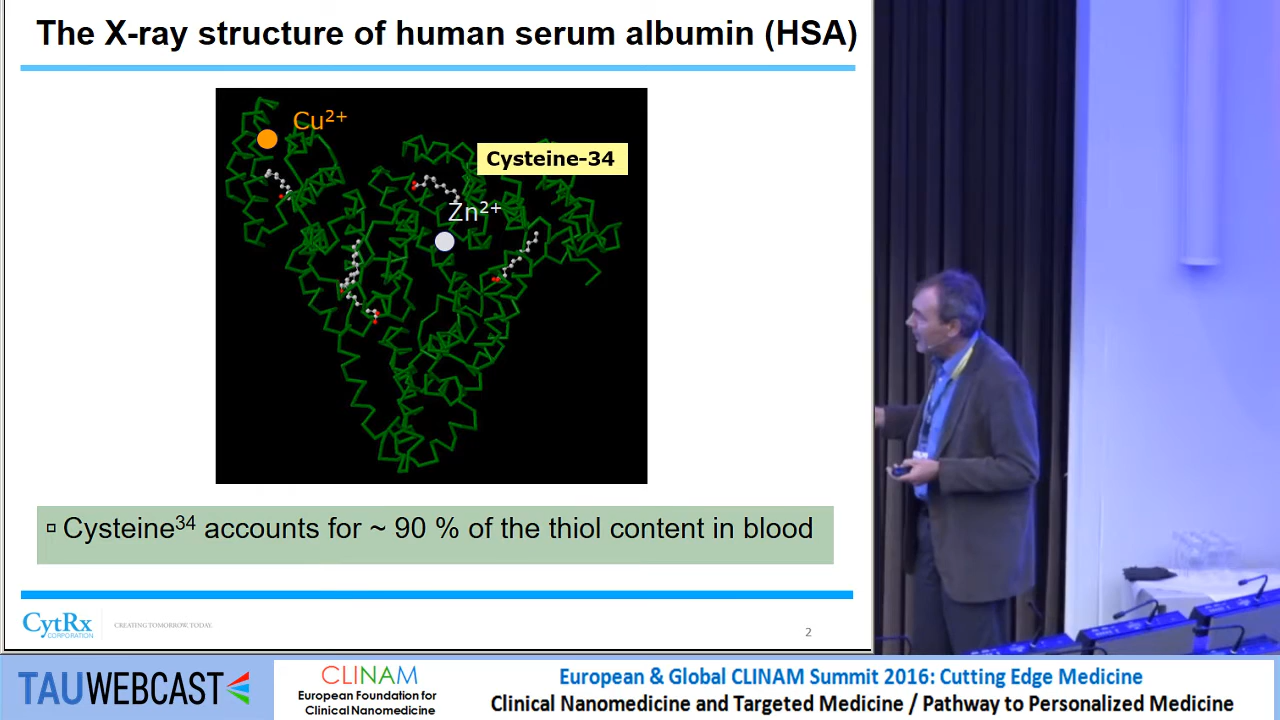 The X-ray structure of human serum albumin (HSA)
Cu2+
Cysteine-34
Zn2+
▫ Cysteine34 accounts for ~ 90 % of the thiol content in blood
CytRx
CORPORATION
CREATING TOMORROW, TODAY.
2
TAUWEBCAST
CLINAM
European Foundation for
Clinical Nanomedicine
European & Global CLINAM Summit 2016: Cutting Edge Medicine
Clinical Nanomedicine and Targeted Medicine / Pathway to Personalized Medicine